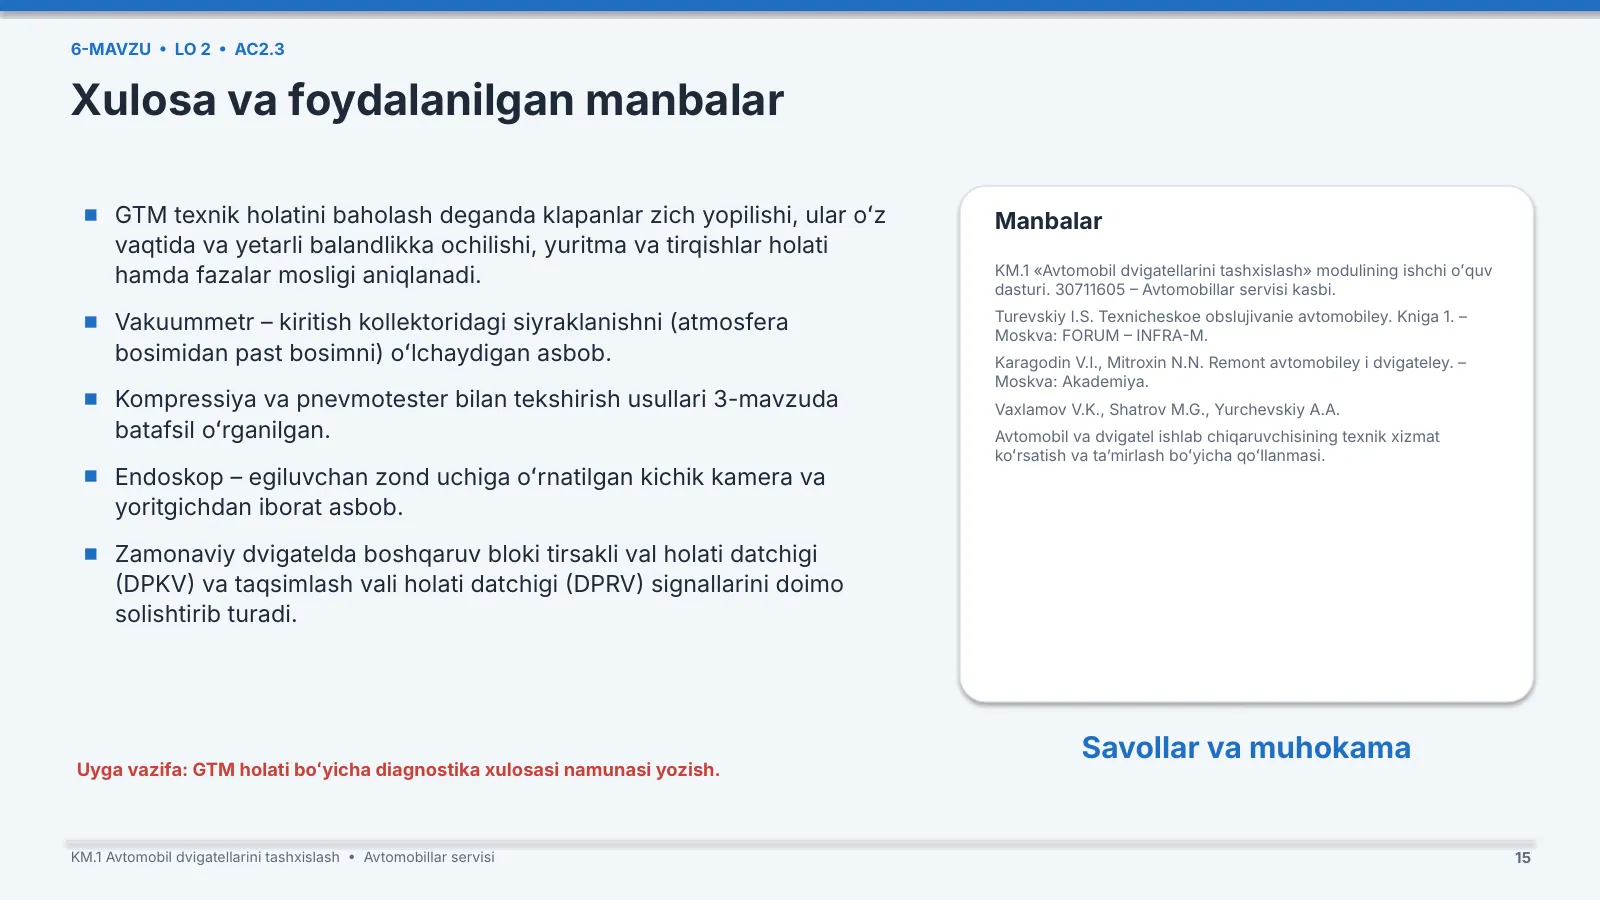 6-MAVZU • LO 2 • AC2.3
Xulosa va foydalanilgan manbalar
GTM texnik holatini baholash deganda klapanlar zich yopilishi, ular oʻz
vaqtida va yetarli balandlikka ochilishi, yuritma va tirqishlar holati
hamda fazalar mosligi aniqlanadi.
Vakuummetr – kiritish kollektoridagi siyraklanishni (atmosfera
bosimidan past bosimni) oʻlchaydigan asbob.
Kompressiya va pnevmotester bilan tekshirish usullari 3-mavzuda
batafsil oʻrganilgan.
Endoskop – egiluvchan zond uchiga oʻrnatilgan kichik kamera va
yoritgichdan iborat asbob.
Zamonaviy dvigatelda boshqaruv bloki tirsakli val holati datchigi
(DPKV) va taqsimlash vali holati datchigi (DPRV) signallarini doimo
solishtirib turadi.
Uyga vazifa: GTM holati boʻyicha diagnostika xulosasi namunasi yozish.
Manbalar
KM.1 «Avtomobil dvigatellarini tashxislash» modulining ishchi oʻquv
dasturi. 30711605 – Avtomobillar servisi kasbi.
Turevskiy I.S. Texnicheskoe obslujivanie avtomobiley. Kniga 1. –
Moskva: FORUM – INFRA-M.
Karagodin V.I., Mitroxin N.N. Remont avtomobiley i dvigateley. –
Moskva: Akademiya.
Vaxlamov V.K., Shatrov M.G., Yurchevskiy A.A.
Avtomobil va dvigatel ishlab chiqaruvchisining texnik xizmat
koʻrsatish va taʼmirlash boʻyicha qoʻllanmasi.
Savollar va muhokama
KM.1 Avtomobil dvigatellarini tashxislash • Avtomobillar servisi
15